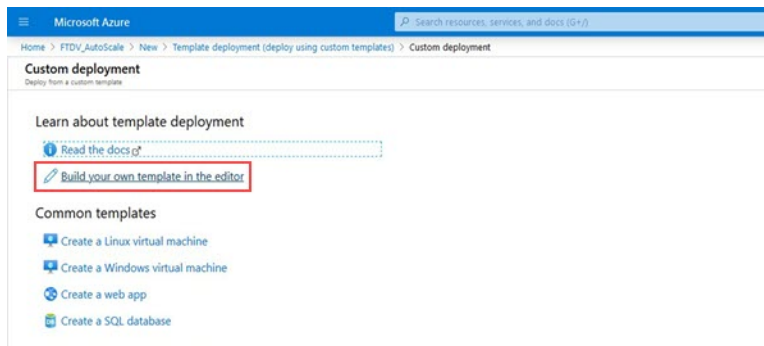 Microsoft Azure
Search resources, services, and docs (G+/)
Home > FTDV_AutoScale > New > Template deployment (deploy using custom templates) > Custom deployment
Custom deployment
Deploy from a custom template
Learn about template deployment
Read the docs
Build your own template in the editor
Common templates
Create a Linux virtual machine
Create a Windows virtual machine
Create a web app
Create a SQL database